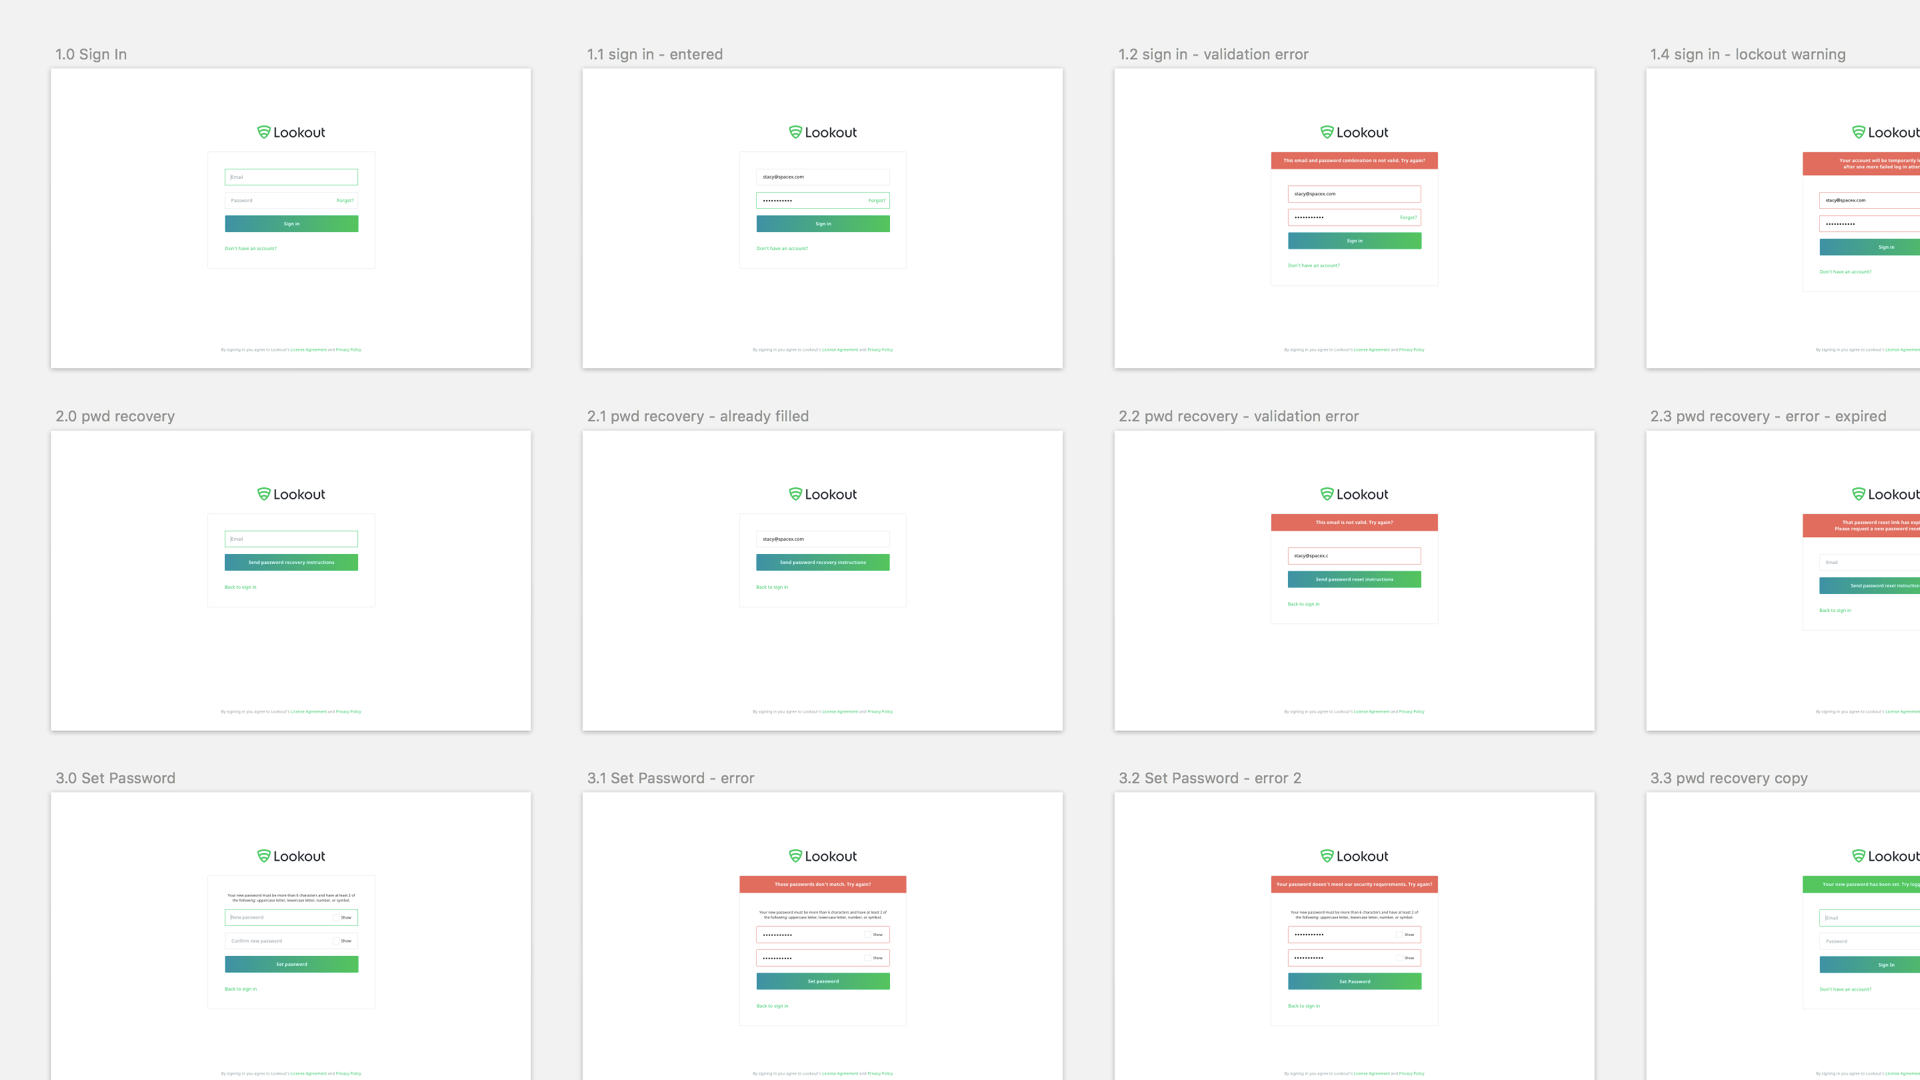 1.0 Sign In
Lookout
Email
Password Forgot?
Sign in
Don't have an account?
By signing in you agree to Lookout's License Agreement and Privacy Policy
1.1 sign in - entered
Lookout
stacy@spacex.com
Forgot?
Sign in
Don't have an account?
By signing in you agree to Lookout's License Agreement and Privacy Policy
1.2 sign in - validation error
Lookout
This email and password combination is not valid. Try again?
stacy@spacex.com
Forgot?
Sign in
Don't have an account?
By signing in you agree to Lookout's License Agreement and Privacy Policy
1.4 sign in - lockout warning
Lookout
Your account will be temporarily
after one more failed log in
stacy@spacex.com
Sign in
Don't have an account?
By signing in you agree to Lookout's License
2.0 pwd recovery
Lookout
Email
Send password recovery instructions
Back to sign in
By signing in you agree to Lookout's License Agreement and Privacy Policy
2.1 pwd recovery - already filled
Lookout
stacy@spacex.com
Send password recovery instructions
Back to sign in
By signing in you agree to Lookout's License Agreement and Privacy Policy
2.2 pwd recovery - validation error
Lookout
This email is not valid. Try again?
stacy@spacex.c
Send password reset instructions
Back to sign in
By signing in you agree to Lookout's License Agreement and Privacy Policy
2.3 pwd recovery - error - expired
Lookout
That password reset link has
Please request a new password
Email
Send password reset
Back to sign in
By signing in you agree to Lookout's License
3.0 Set Password
Lookout
Your new password must be more than 6 characters and have at least 2 of
the following: uppercase letter, lowercase letter, number, or symbol.
New password Show
Confirm new password Show
Set password
Back to sign in
By signing in you agree to Lookout's License Agreement and Privacy Policy
3.1 Set Password - error
Lookout
These passwords don't match. Try again?
Your new password must be more than 6 characters and have at least 2 of
the following: uppercase letter, lowercase letter, number, or symbol.
Show
Show
Set password
Back to sign in
By signing in you agree to Lookout's License Agreement and Privacy Policy
3.2 Set Password - error 2
Lookout
Your password doesn't meet our security requirements. Try again?
Your new password must be more than 6 characters and have at least 2 of
the following: uppercase letter, lowercase letter, number, or symbol.
Show
Show
Set Password
Back to sign in
By signing in you agree to Lookout's License Agreement and Privacy Policy
3.3 pwd recovery copy
Lookout
Your new password has been set. Try
Email
Password
Sign In
Don't have an account?
By signing in you agree to Lookout's License